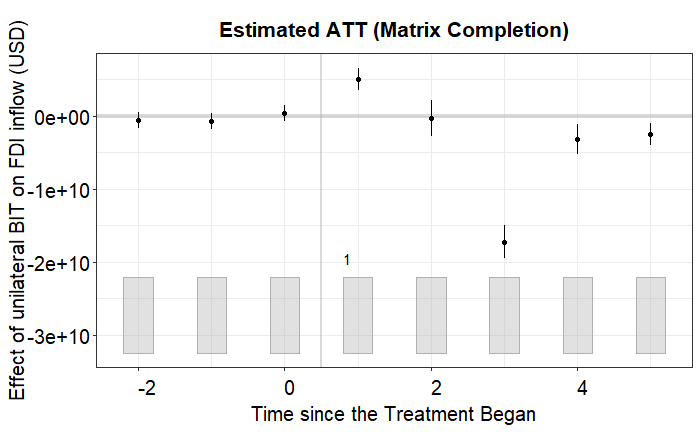 Estimated ATT (Matrix Completion)
Effect of unilateral BIT on FDI inflow (USD)
0e+00
-1e+10
-2e+10
-3e+10
1
-2
0
2
4
Time since the Treatment Began